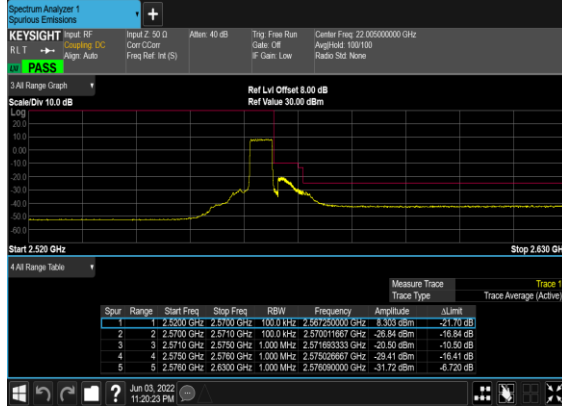 Spectrum Analyzer 1
Spurious Emissions
+
KEYSIGHT Input: RF Input Z: 50 Ω Atten: 40 dB Trig: Free Run Center Freq: 22.005000000 GHz
RLT Coupling: DC Corr CCorr Gate: Off Avg|Hold: 100/100
Align: Auto Freq Ref: Int (S) IF Gain: Low Radio Std: None
PASS
3 All Range Graph
Ref Lvl Offset 8.00 dB
Scale/Div 10.0 dB Ref Value 30.00 dBm
Log
20.0
10.0
0.00
-10.0
-20.0
-30.0
-40.0
-50.0
-60.0
Start 2.520 GHz Stop 2.630 GH
4 All Range Table
Measure Trace Trace 1
Trace Type Trace Average (Active)
Spur Range Start Freq Stop Freq RBW Frequency Amplitude ΔLimit
1 1 2.5200 GHz 2.5700 GHz 100.0 kHz 2.567250000 GHz 8.303 dBm -21.70 dB
2 2 2.5700 GHz 2.5710 GHz 100.0 kHz 2.570011667 GHz -26.84 dBm -16.84 dB
3 3 2.5710 GHz 2.5750 GHz 1.000 MHz 2.571693333 GHz -20.50 dBm -10.50 dB
4 4 2.5750 GHz 2.5760 GHz 1.000 MHz 2.575026667 GHz -29.41 dBm -16.41 dB
5 5 2.5760 GHz 2.6300 GHz 1.000 MHz 2.576090000 GHz -31.72 dBm -6.720 dB
? Jun 03, 2022
11:20:23 PM